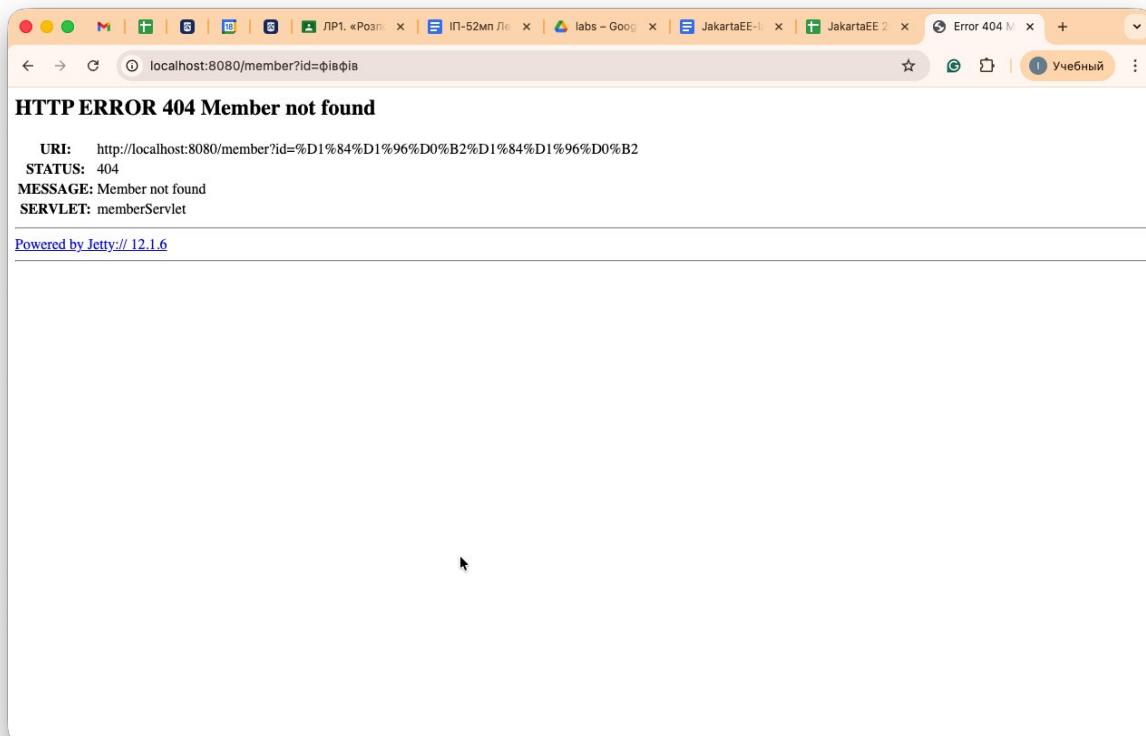 ЛР1. «Розп
ІП-52мп Ле
labs – Goog
JakartaEE-l
JakartaEE 2
Error 404 M
localhost:8080/member?id=фівфів
Учебный
HTTP ERROR 404 Member not found
URI: http://localhost:8080/member?id=%D1%84%D1%96%D0%B2%D1%84%D1%96%D0%B2
STATUS: 404
MESSAGE: Member not found
SERVLET: memberServlet
Powered by Jetty:// 12.1.6